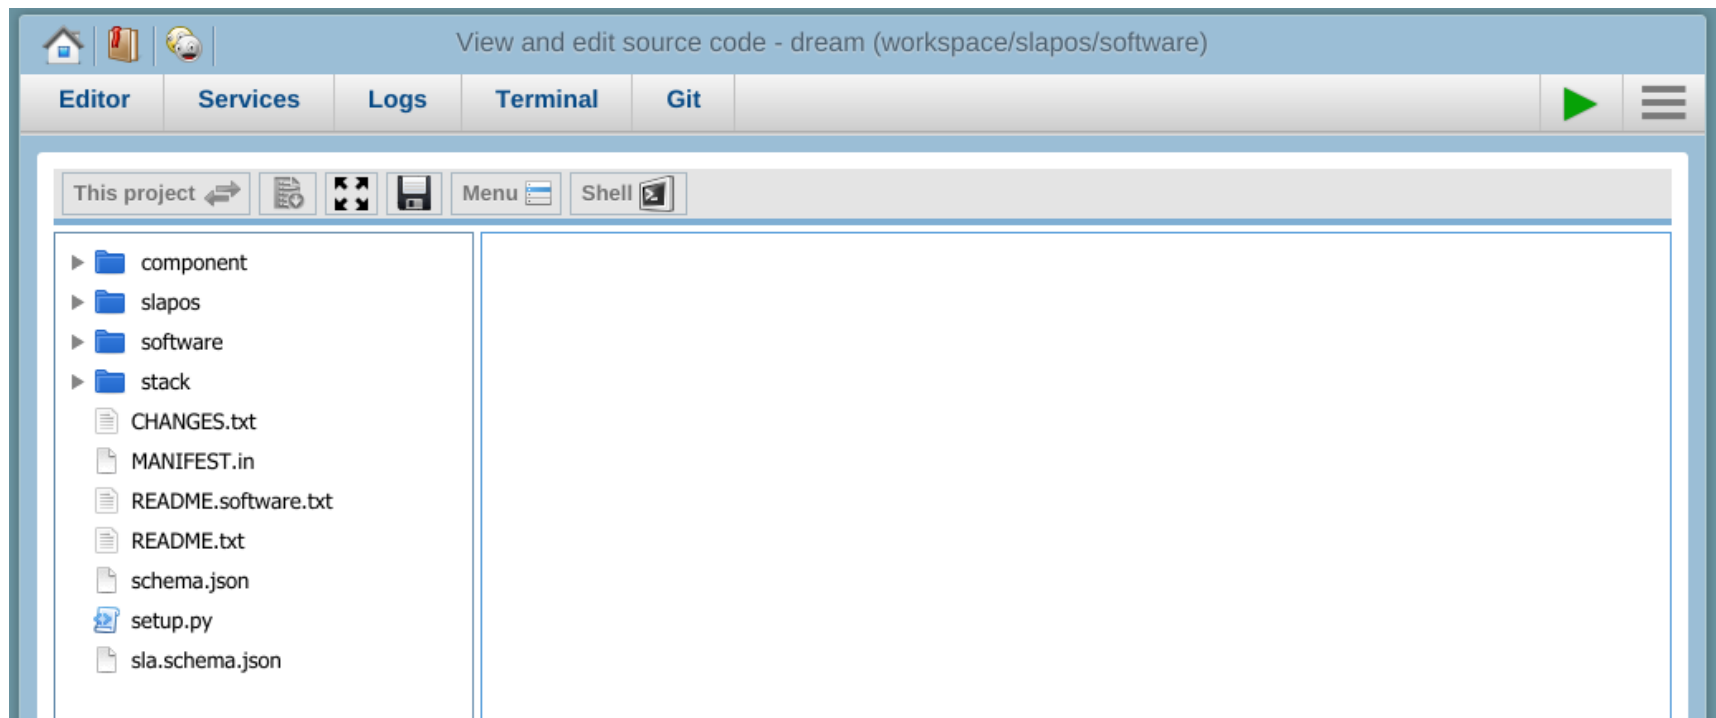 View and edit source code - dream (workspace/slapos/software)
Editor Services Logs Terminal Git
This project Menu Shell
component
slapos
software
stack
CHANGES.txt
MANIFEST.in
README.software.txt
README.txt
schema.json
setup.py
sla.schema.json